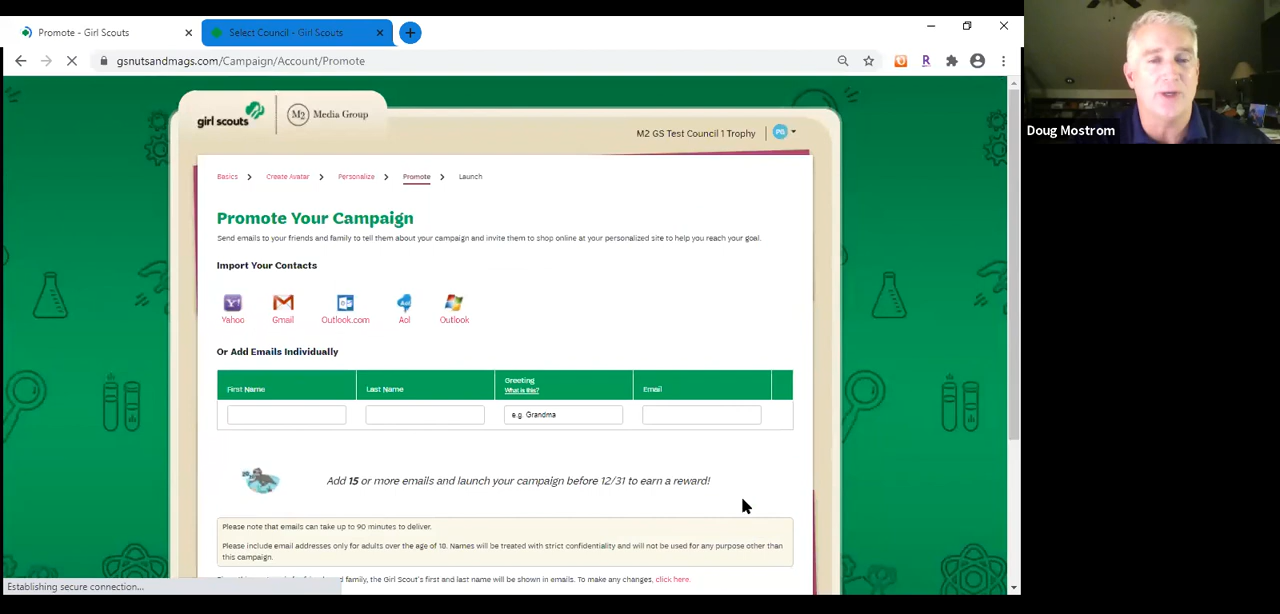 Promote - Girl Scouts
Select Council - Girl Scouts
gsnutsandmags.com/Campaign/Account/Promote
girl scouts
M2 Media Group
M2 GS Test Council 1 Trophy
Doug Mostrom
Basics
Create Avatar
Personalize
Promote
Launch
Promote Your Campaign
Send emails to your friends and family to tell them about your campaign and invite them to shop online at your personalized site to help you reach your goal.
Import Your Contacts
Yahoo
Gmail
Outlook.com
Aol
Outlook
Or Add Emails Individually
First Name
Last Name
Greeting
What is this?
Email
e.g. Grandma
Add 15 or more emails and launch your campaign before 12/31 to earn a reward!
Please note that emails can take up to 90 minutes to deliver.
Please include email addresses only for adults over the age of 18. Names will be treated with strict confidentiality and will not be used for any purpose other than
this campaign.
family, the Girl Scout's first and last name will be shown in emails. To make any changes, click here.
Establishing secure connection...